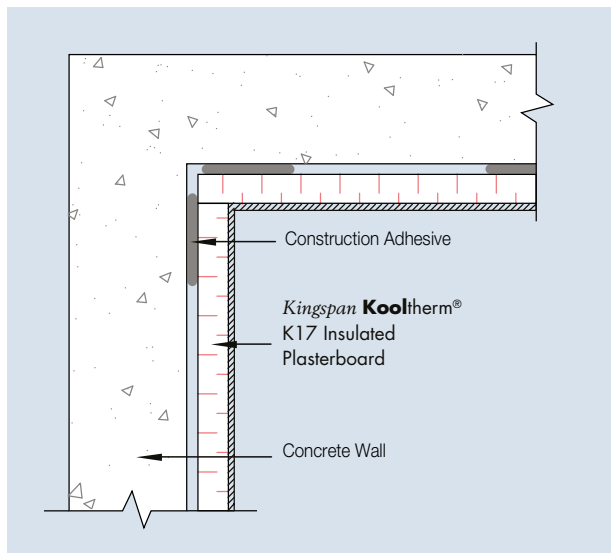 Construction Adhesive
Kingspan Kooltherm®
K17 Insulated
Plasterboard
Concrete Wall